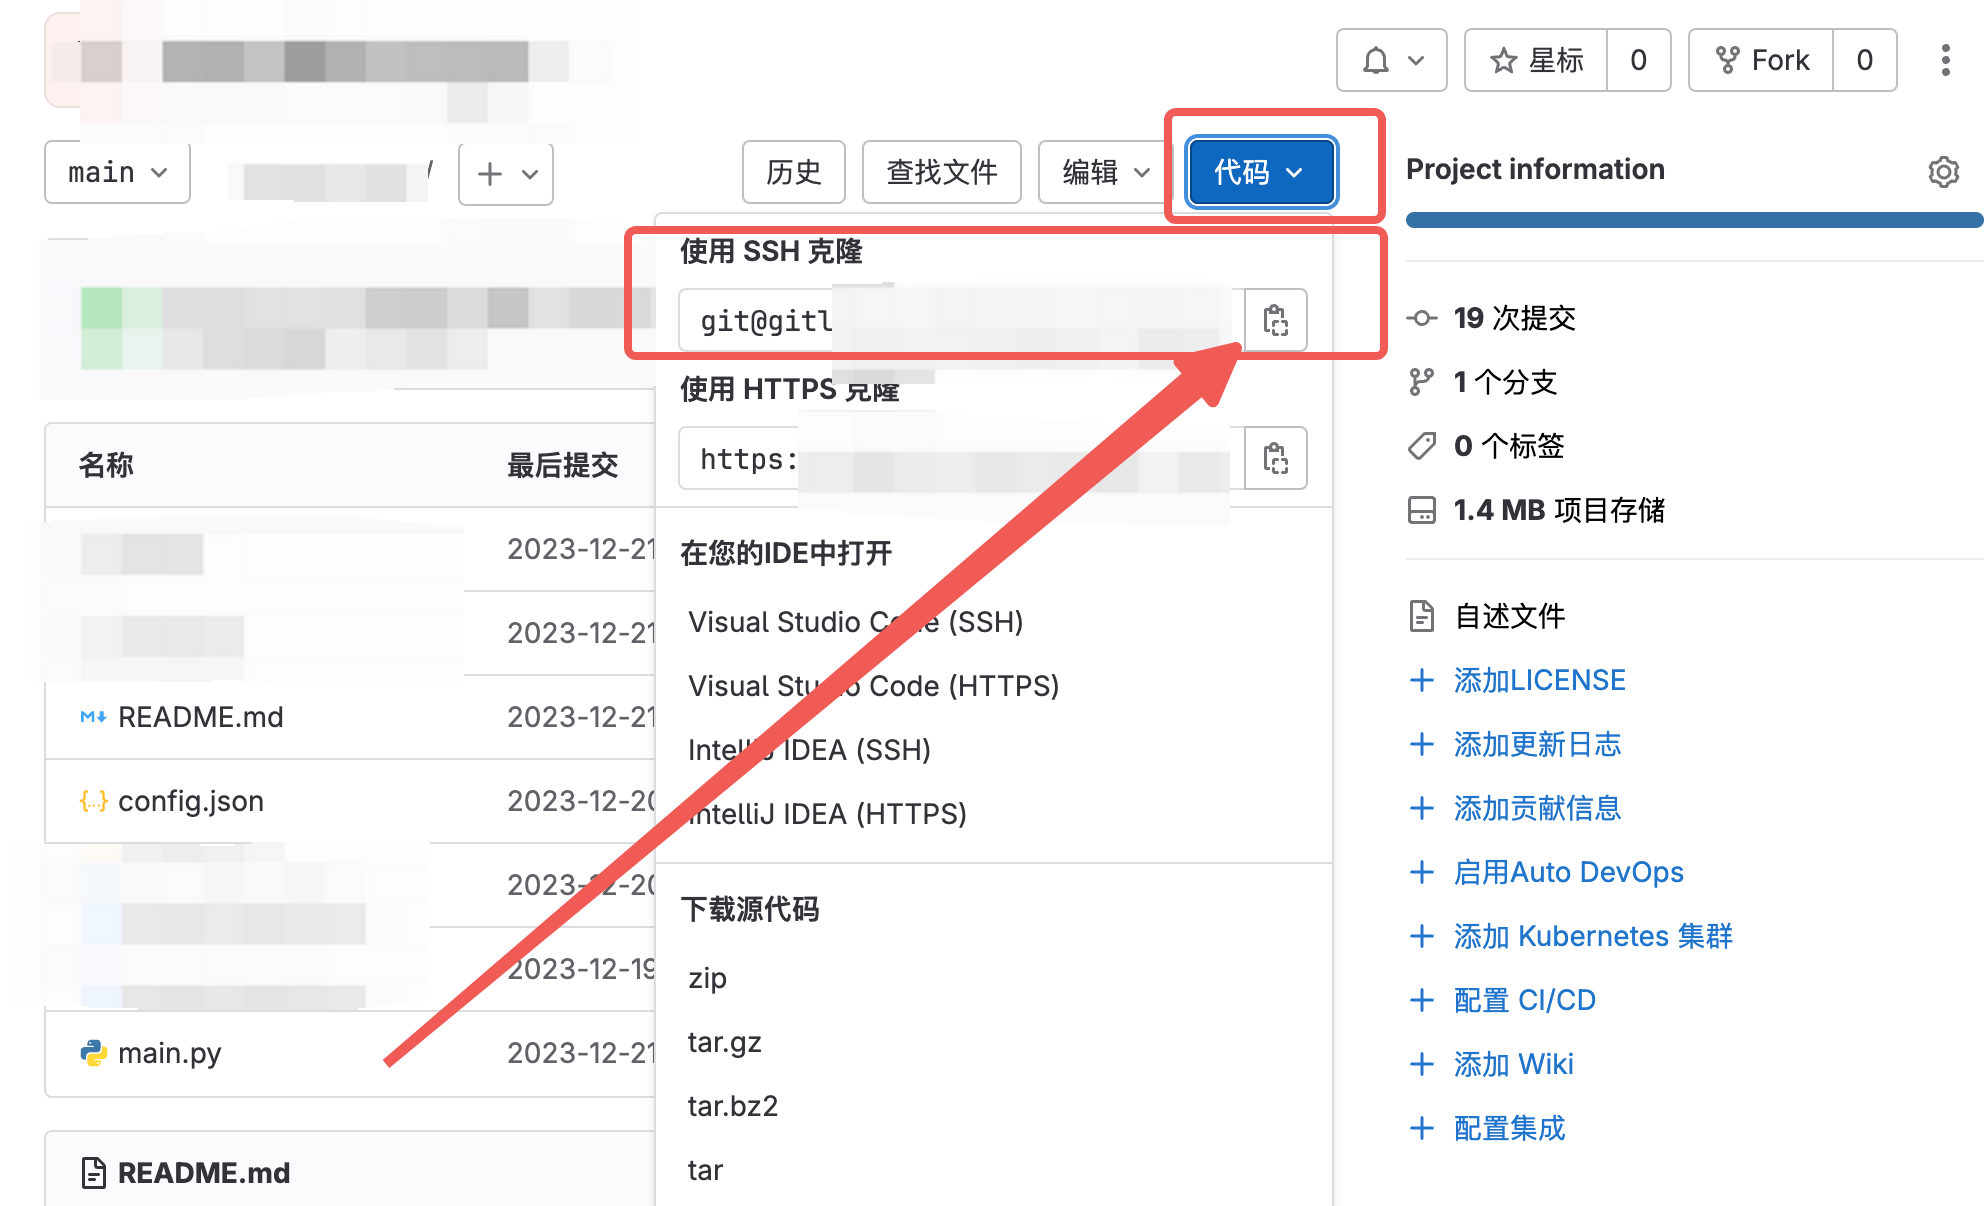 星标 0 Fork 0
main / 历史 查找文件 编辑 代码
Project information
使用 SSH 克隆
git@gitl
使用 HTTPS 克隆
https:
名称 最后提交
2023-12-21
2023-12-21
README.md 2023-12-21
config.json 2023-12-20
2023-12-20
2023-12-19
main.py 2023-12-21
README.md
在您的IDE中打开
Visual Studio Code (SSH)
Visual Studio Code (HTTPS)
IntelliJ IDEA (SSH)
IntelliJ IDEA (HTTPS)
下载源代码
zip
tar.gz
tar.bz2
tar
19 次提交
1 个分支
0 个标签
1.4 MB 项目存储
自述文件
添加LICENSE
添加更新日志
添加贡献信息
启用Auto DevOps
添加 Kubernetes 集群
配置 CI/CD
添加 Wiki
配置集成